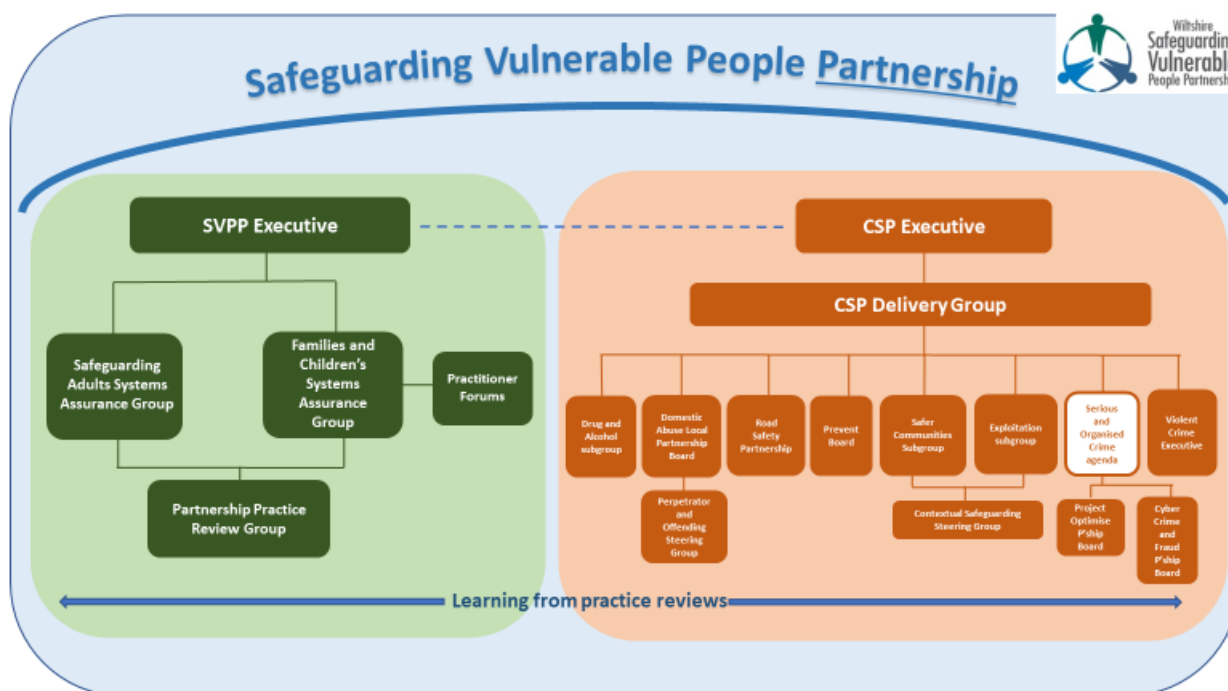 Safeguarding Vulnerable People Partnership
Wiltshire
Safeguarding
Vulnerable
People Partnersh
SVPP Executive
CSP Executive
CSP Delivery Group
Safeguarding
Adults Systems
Assurance Group
Families and
Children's
Systems
Assurance
Group
Practitioner
Forums
Partnership Practice
Review Group
Drug and
Alcohol
subgroup
Domestic
Abuse Local
Partnership
Board
Road
Safety
Partnership
Prevent
Board
Safer
Communities
Subgroup
Exploitation
subgroup
Serious
and
Organised
Crime
agenda
Violent
Crime
Executive
Perpetrator
and
Offending
Steering
Group
Contextual Safeguarding
Steering Group
Project
Optimise
P'ship
Board
Cyber
Crime
and
Fraud
P'ship
Board
Learning from practice reviews